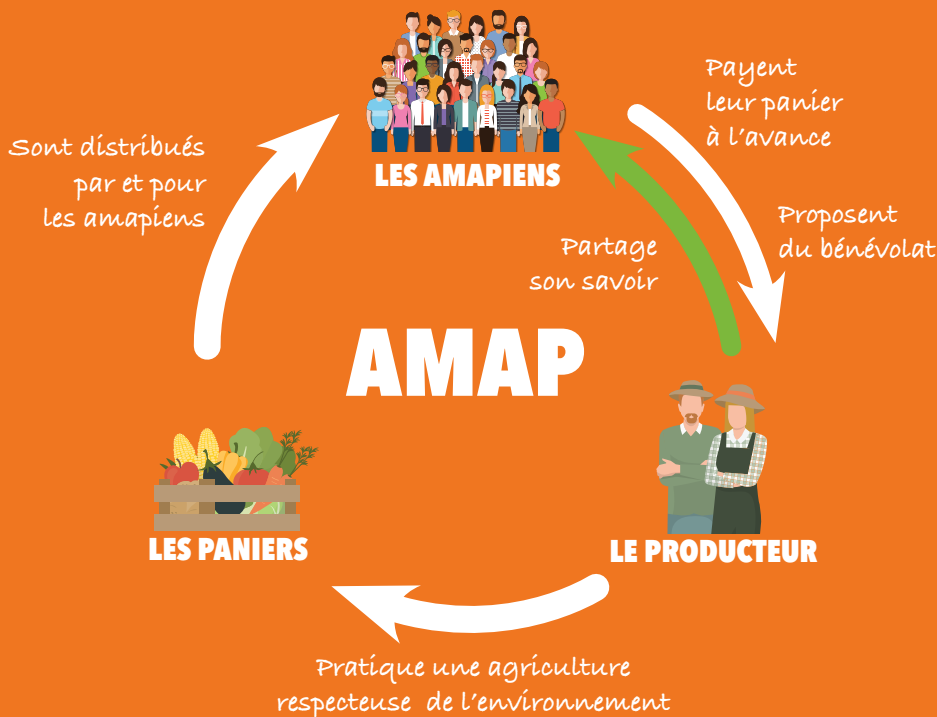 Payent
leur panier
à l'avance
Sont distribués
par et pour
les amapiens
LES AMAPIENS
Proposent
du bénévolat
Partage
son savoir
AMAP
LES PANIERS
LE PRODUCTEUR
Pratique une agriculture
respecteuse de l'environnement